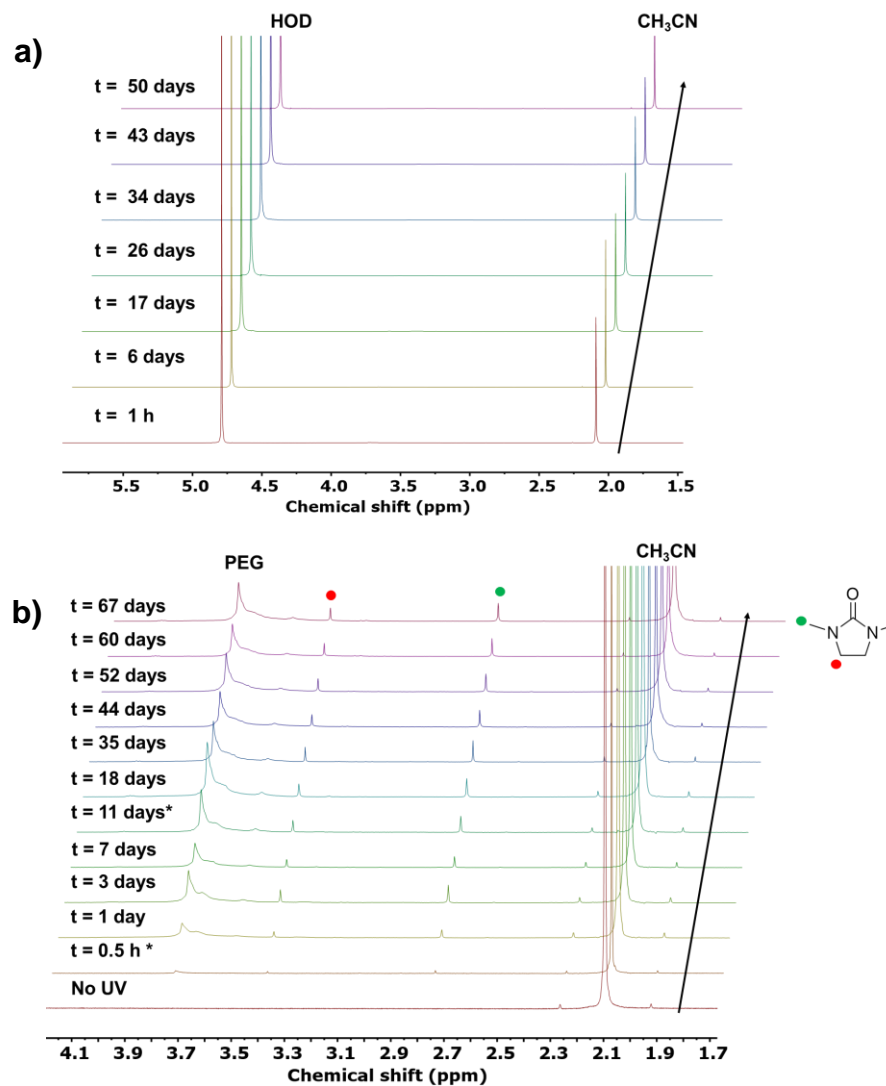 a)
HOD
CH₃CN
t = 50 days
t = 43 days
t = 34 days
t = 26 days
t = 17 days
t = 6 days
t = 1 h
5.5 5.0 4.5 4.0 3.5 3.0 2.5 2.0 1.5
Chemical shift (ppm)
b)
PEG
CH₃CN
t = 67 days
t = 60 days
t = 52 days
t = 44 days
t = 35 days
t = 18 days
t = 11 days*
t = 7 days
t = 3 days
t = 1 day
t = 0.5 h *
No UV
O
N N
4.1 3.9 3.7 3.5 3.3 3.1 2.9 2.7 2.5 2.3 2.1 1.9 1.7
Chemical shift (ppm)